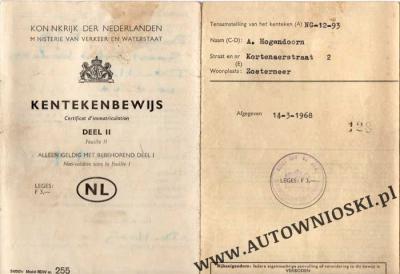 KONINKRIJK DER NEDERLANDEN
MINISTERIE VAN VERKEER EN WATERSTAAT
KENTEKENBEWIJS
Certificat d'immatriculation
DEEL II
Feuille II
ALLEEN GELDIG MET BIJBEHOREND DEEL I
Non-valable sans la feuille I
LEGES:
F 3,—
NL
255
Tenaamstelling van het kenteken (A) NG-12-93
Naam (C-D): A. Hogendoorn
Straat en nr (E) Kortenaerstraat 2
Woonplaats: Zoetermeer
Afgegeven 14-3-1968
128
LEGES: F 3,—
www.AUTOWNIOSKI.pl